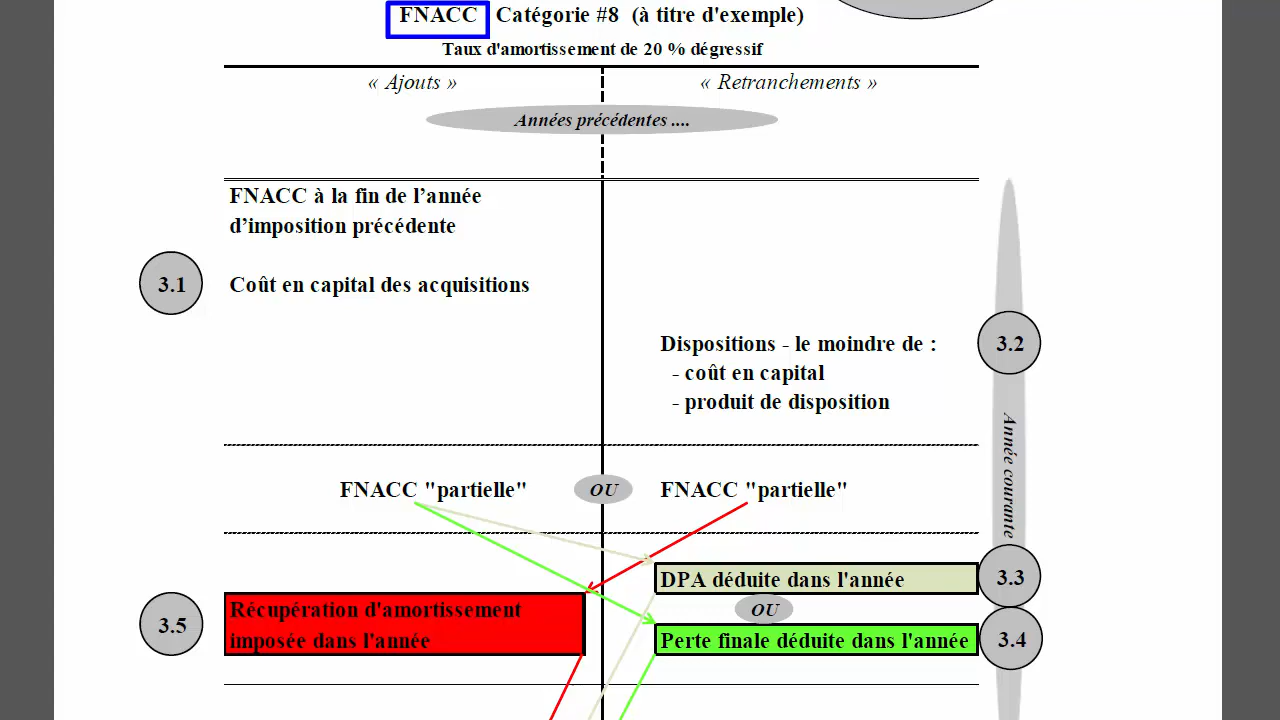 FNACC Catégorie #8 (à titre d'exemple)
Taux d'amortissement de 20 % dégressif
« Ajouts »
« Retranchements »
Années précédentes ....
FNACC à la fin de l’année
d’imposition précédente
3.1
Coût en capital des acquisitions
Dispositions - le moindre de :
3.2
- coût en capital
- produit de disposition
Année courante
FNACC "partielle"
OU
FNACC "partielle"
DPA déduite dans l'année
3.3
OU
3.5
Récupération d'amortissement
imposée dans l'année
Perte finale déduite dans l'année
3.4